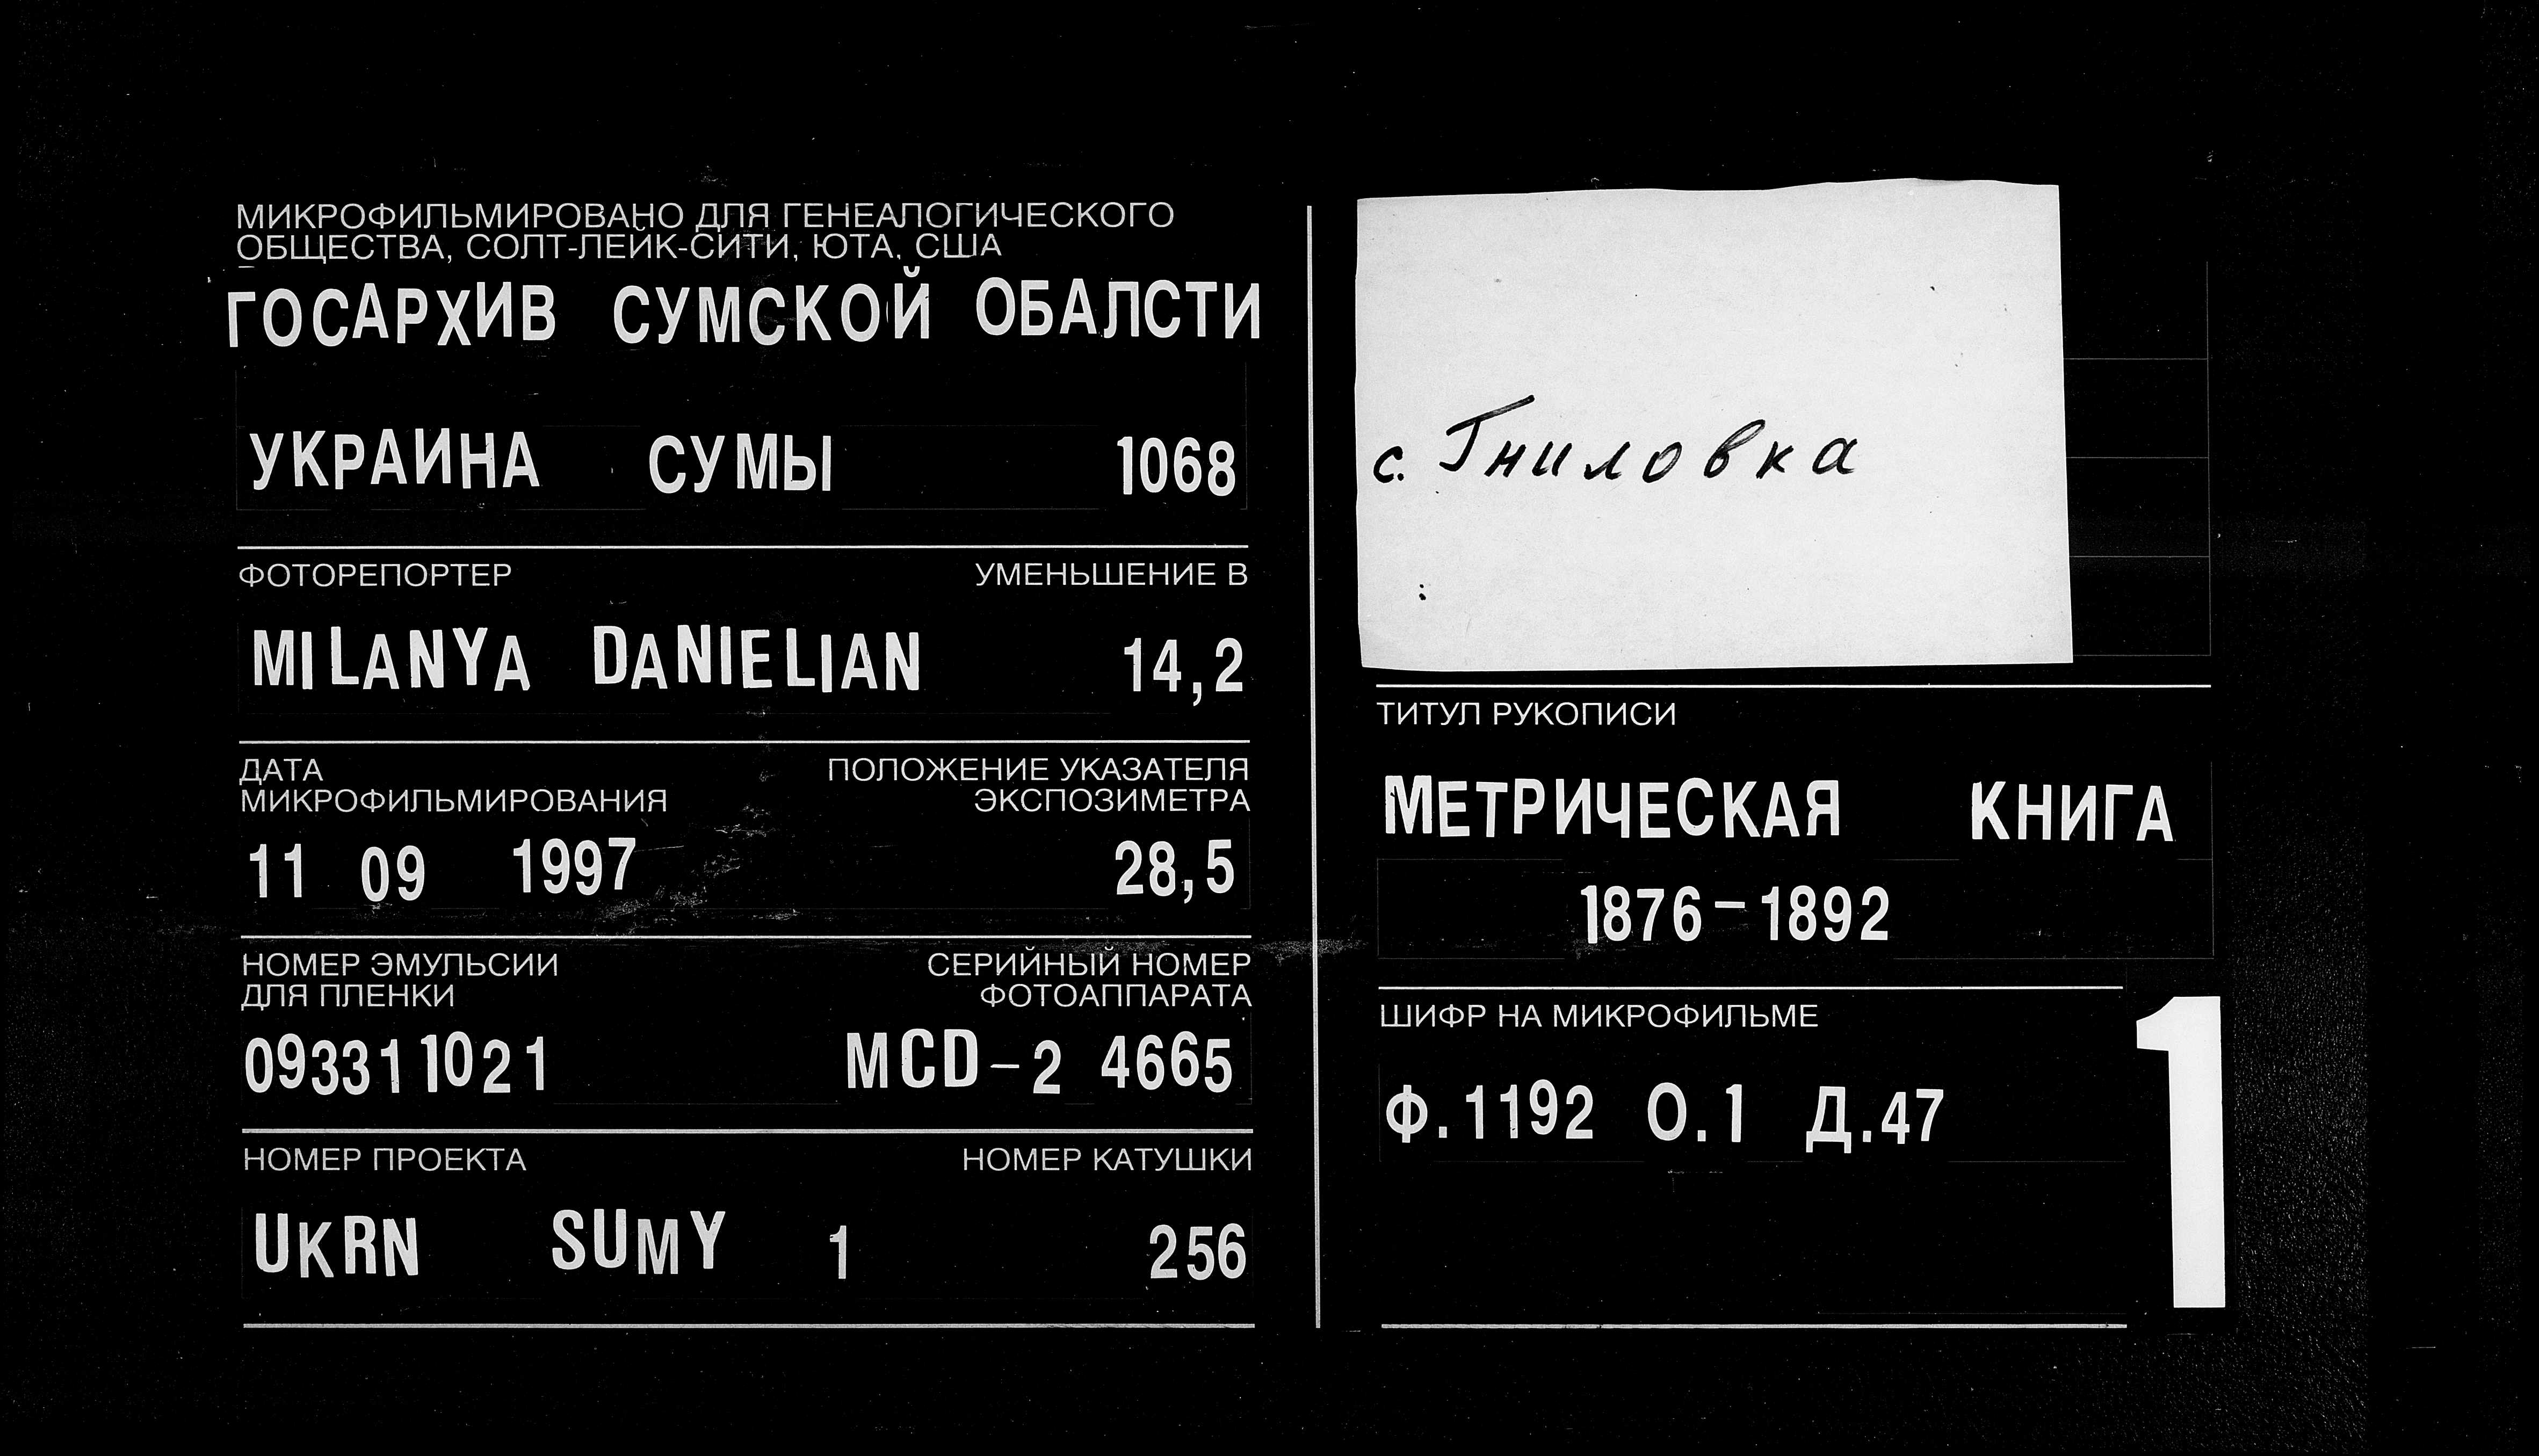 МИКРОФИЛЬМИРОВАНО ДЛЯ ГЕНЕАЛОГИЧЕСКОГО
ОБЩЕСТВА, СОЛТ-ЛЕЙК-СИТИ, ЮТА, США
ГОСАРХИВ СУМСКОЙ ОБАЛСТИ
УКРАИНА СУМЫ 1068
ФОТОРЕПОРТЕР УМЕНЬШЕНИЕ В
MILANYA DANIELIAN 14,2
ДАТА
МИКРОФИЛЬМИРОВАНИЯ
ПОЛОЖЕНИЕ УКАЗАТЕЛЯ
ЭКСПОЗИМЕТРА
11 09 1997 28,5
НОМЕР ЭМУЛЬСИИ
ДЛЯ ПЛЕНКИ
СЕРИЙНЫЙ НОМЕР
ФОТОАППАРАТА
093311021 MCD-2 4665
НОМЕР ПРОЕКТА НОМЕР КАТУШКИ
UKRN SUMY 1 256
с. Гниловка
ТИТУЛ РУКОПИСИ
МЕТРИЧЕСКАЯ КНИГА
1876-1892
ШИФР НА МИКРОФИЛЬМЕ
Ф.1192 О.1 Д.47
1